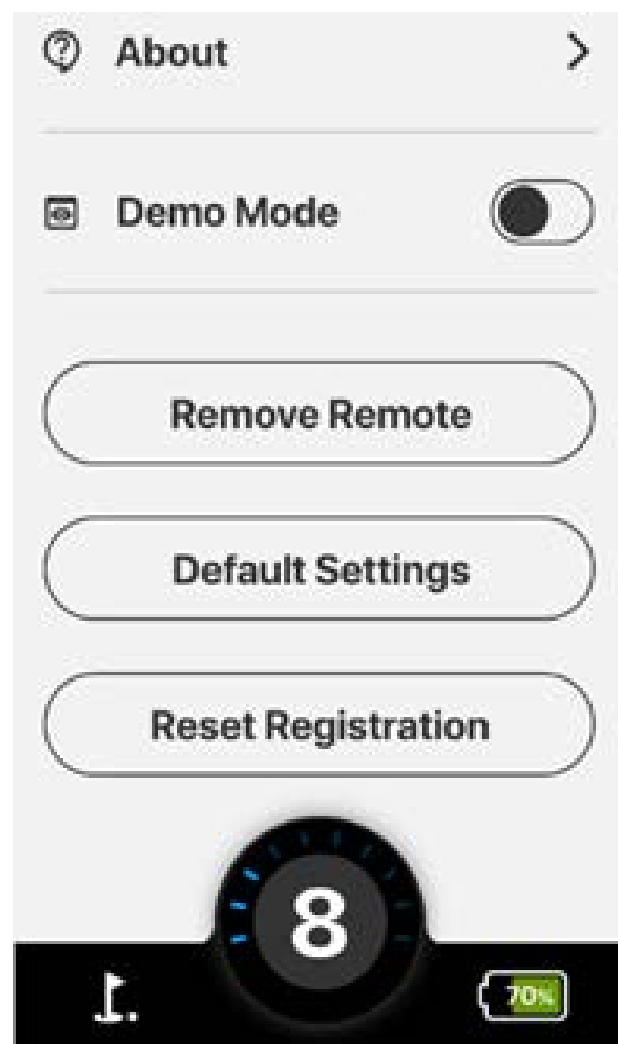 About
Demo Mode
Remove Remote
Default Settings
Reset Registration
8
70%